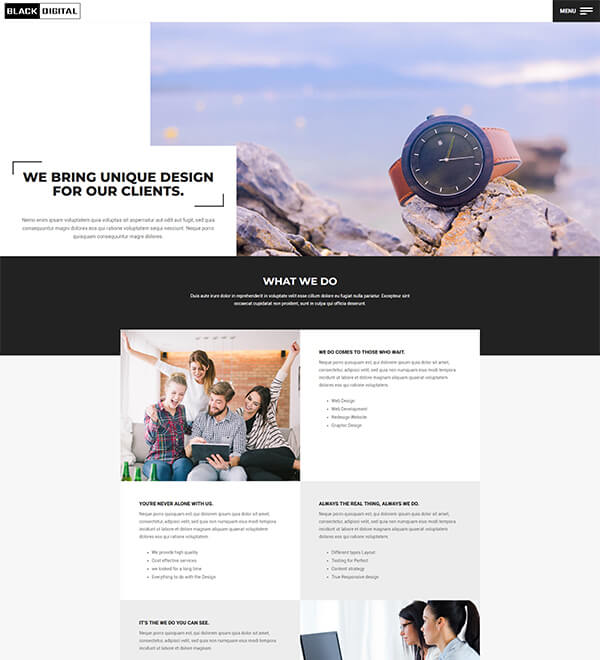 BLACK DIGITAL
MENU
WE BRING UNIQUE DESIGN
FOR OUR CLIENTS.
Nemo enim ipsam voluptatem quia voluptas sit aspernatur aut odit aut fugit, sed quia
consequuntur magni dolores eos qui ratione voluptatem sequi nesciunt. Neque porro
quisquam consequuntur magni dolores.
WHAT WE DO
Duis aute irure dolor in reprehenderit in voluptate velit esse cillum dolore eu fugiat nulla pariatur. Excepteur sint
occaecat cupidatat non proident, sunt in culpa qui officia deserunt.
WE DO COMES TO THOSE WHO WAIT.
Neque porro quisquam est, qui dolorem ipsum quia dolor sit amet,
consectetur, adipisci velit, sed quia non numquam eius modi tempora
incidunt ut labore et dolore magnam aliquam quaerat voluptatem
dolores eos qui ratione voluptatem.
Web Design
Web Development
Redesign Website
Graphic Design
YOU'RE NEVER ALONE WITH US.
Neque porro quisquam est, qui dolorem ipsum quia dolor sit amet,
consectetur, adipisci velit, sed quia non numquam eius modi tempora
incidunt ut labore et dolore magnam aliquam quaerat voluptatem
dolores eos qui ratione voluptatem.
We provide high quality
Cost effective services
we looked for a long time
Everything to do with the Design
ALWAYS THE REAL THING, ALWAYS WE DO.
Neque porro quisquam est, qui dolorem ipsum quia dolor sit amet,
consectetur, adipisci velit, sed quia non numquam eius modi tempora
incidunt ut labore et dolore magnam aliquam quaerat voluptatem
dolores eos qui ratione voluptatem.
Different types Layout
Testing for Perfect
Content strategy
True Responsive design
IT'S THE WE DO YOU CAN SEE.
Neque porro quisquam est, qui dolorem ipsum quia dolor sit amet,
consectetur, adipisci velit, sed quia non numquam eius modi tempora
incidunt ut labore et dolore magnam.